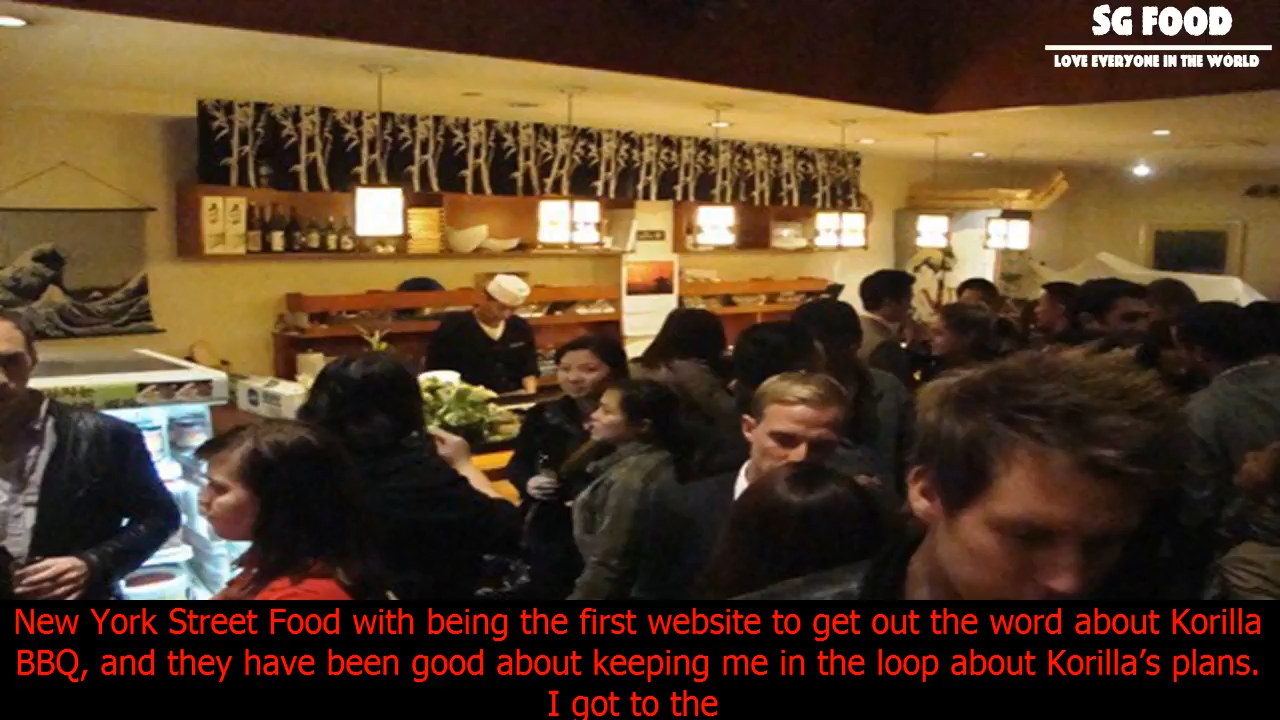 SG FOOD
LOVE EVERYONE IN THE WORLD
New York Street Food with being the first website to get out the word about Korilla
BBQ, and they have been good about keeping me in the loop about Korilla’s plans.
I got to the